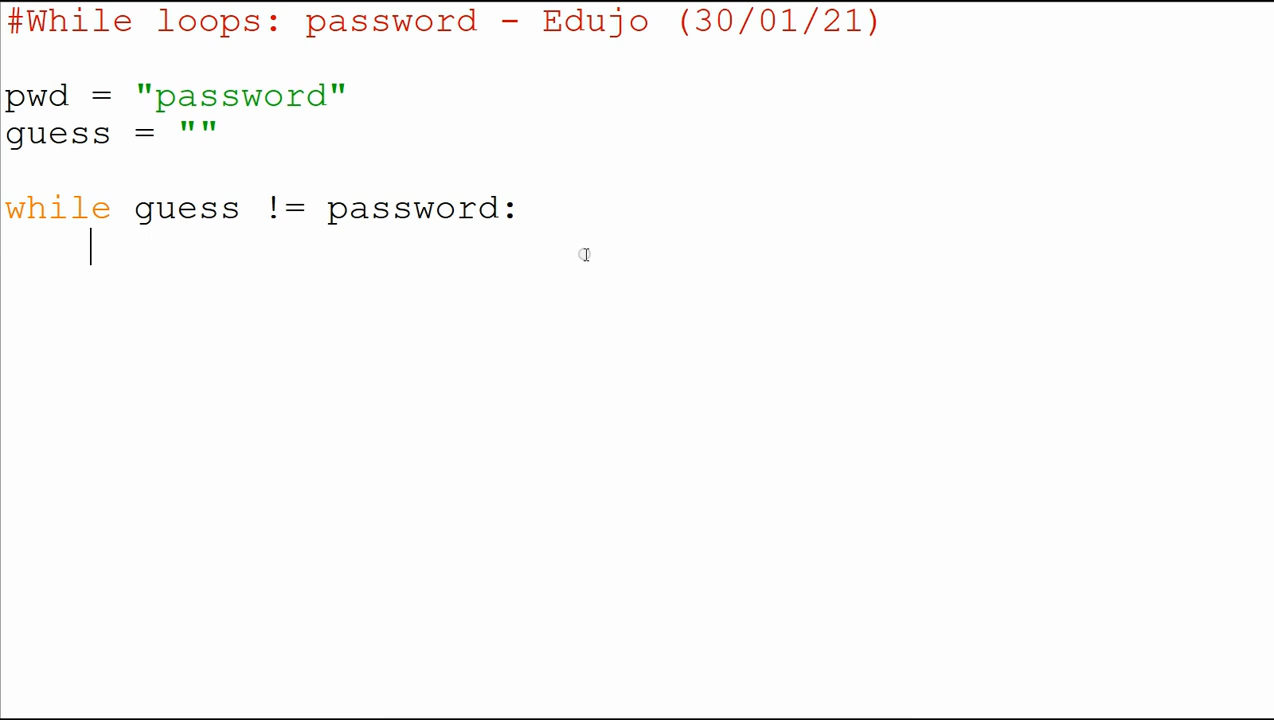 #While loops: password - Edujo (30/01/21)
pwd = "password"
guess = ""
while guess != password: